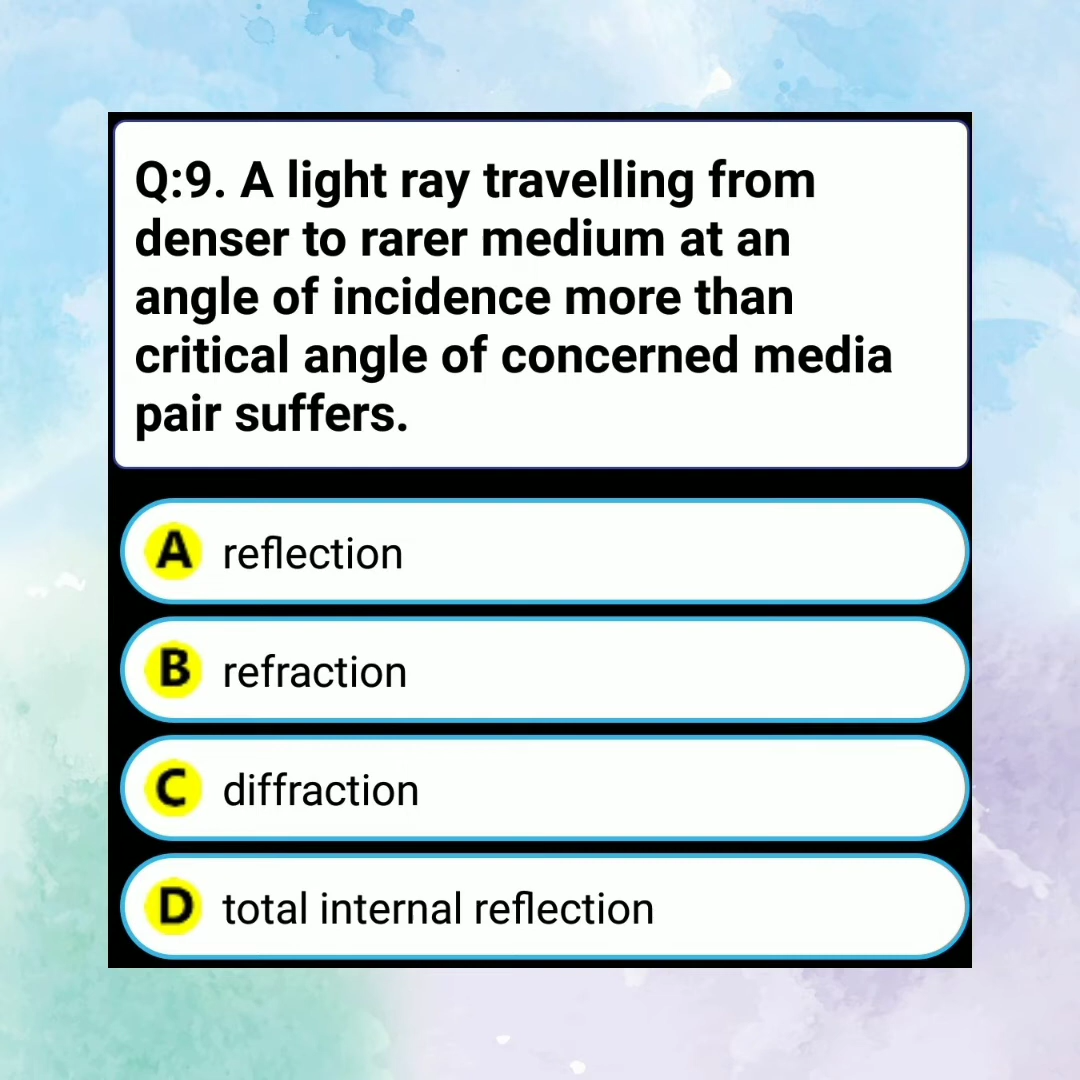 Q:9. A light ray travelling from
denser to rarer medium at an
angle of incidence more than
critical angle of concerned media
pair suffers.
A reflection
B refraction
C diffraction
D total internal reflection